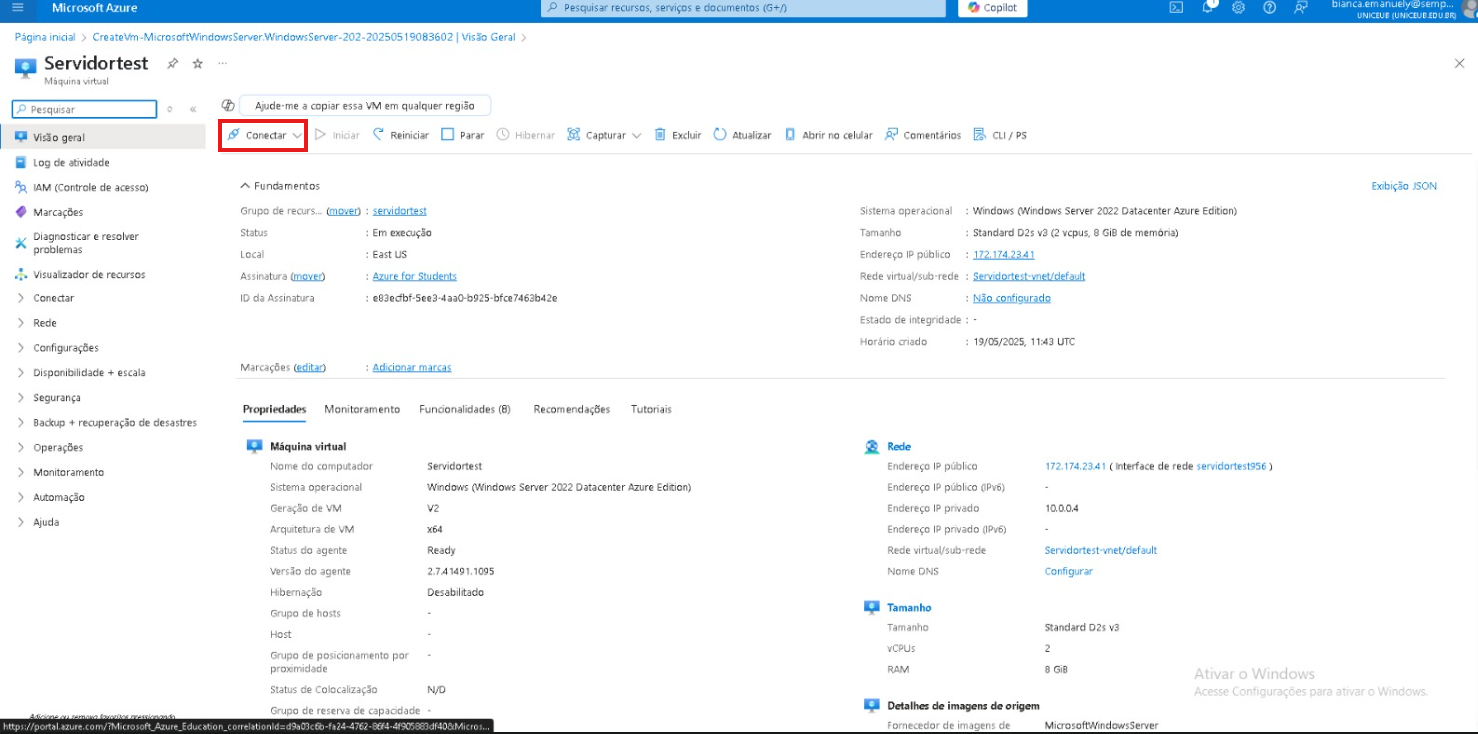 Microsoft Azure
Pesquisar recursos, serviços e documentos (G+/)
Copilot
1
bianca.emanuely@semp...
UNICEUB (UNICEUB.EDU.BR)
Página inicial > CreateVm-MicrosoftWindowsServer.WindowsServer-202-20250519083602 | Visão Geral >
Servidortest
Máquina virtual
Pesquisar
Ajude-me a copiar essa VM em qualquer região
Conectar Iniciar Reiniciar Parar Hibernar Capturar Excluir Atualizar Abrir no celular Comentários CLI / PS
Visão geral
Log de atividade
IAM (Controle de acesso)
Marcações
Diagnosticar e resolver
problemas
Visualizador de recursos
Conectar
Rede
Configurações
Disponibilidade + escala
Segurança
Backup + recuperação de desastres
Operações
Monitoramento
Automação
Ajuda
Fundamentos
Exibição JSON
Grupo de recurs... (mover) : servidortest
Status : Em execução
Local : East US
Assinatura (mover) : Azure for Students
ID da Assinatura : e83ecfbf-5ee3-4aa0-b925-bfce7463b42e
Sistema operacional : Windows (Windows Server 2022 Datacenter Azure Edition)
Tamanho : Standard D2s v3 (2 vcpus, 8 GiB de memória)
Endereço IP público : 172.174.23.41
Rede virtual/sub-rede : Servidortest-vnet/default
Nome DNS : Não configurado
Estado de integridade : -
Horário criado : 19/05/2025, 11:43 UTC
Marcações (editar) : Adicionar marcas
Propriedades Monitoramento Funcionalidades (8) Recomendações Tutoriais
Máquina virtual
Nome do computador Servidortest
Sistema operacional Windows (Windows Server 2022 Datacenter Azure Edition)
Geração de VM V2
Arquitetura de VM x64
Status do agente Ready
Versão do agente 2.7.41491.1095
Hibernação Desabilitado
Grupo de hosts -
Host -
Grupo de posicionamento por -
proximidade
Status de Colocalização N/D
Grupo de reserva de capacidade -
Rede
Endereço IP público 172.174.23.41 ( Interface de rede servidortest956 )
Endereço IP público (IPv6) -
Endereço IP privado 10.0.0.4
Endereço IP privado (IPv6) -
Rede virtual/sub-rede Servidortest-vnet/default
Nome DNS Configurar
Tamanho
Tamanho Standard D2s v3
vCPUs 2
RAM 8 GiB
Detalhes de imagens de origem
Fornecedor de imagens de MicrosoftWindowsServer
Ativar o Windows
Acesse Configurações para ativar o Windows.
Adicione ou remova favoritos pressionando
https://portal.azure.com/?Microsoft_Azure_Education_correlationId=d9a03c6b-fa24-4762-86f4-4f905883df40&Micros...